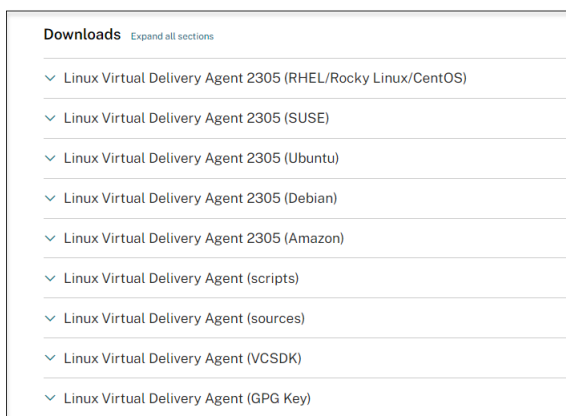 Downloads Expand all sections
Linux Virtual Delivery Agent 2305 (RHEL/Rocky Linux/CentOS)
Linux Virtual Delivery Agent 2305 (SUSE)
Linux Virtual Delivery Agent 2305 (Ubuntu)
Linux Virtual Delivery Agent 2305 (Debian)
Linux Virtual Delivery Agent 2305 (Amazon)
Linux Virtual Delivery Agent (scripts)
Linux Virtual Delivery Agent (sources)
Linux Virtual Delivery Agent (VCSDK)
Linux Virtual Delivery Agent (GPG Key)